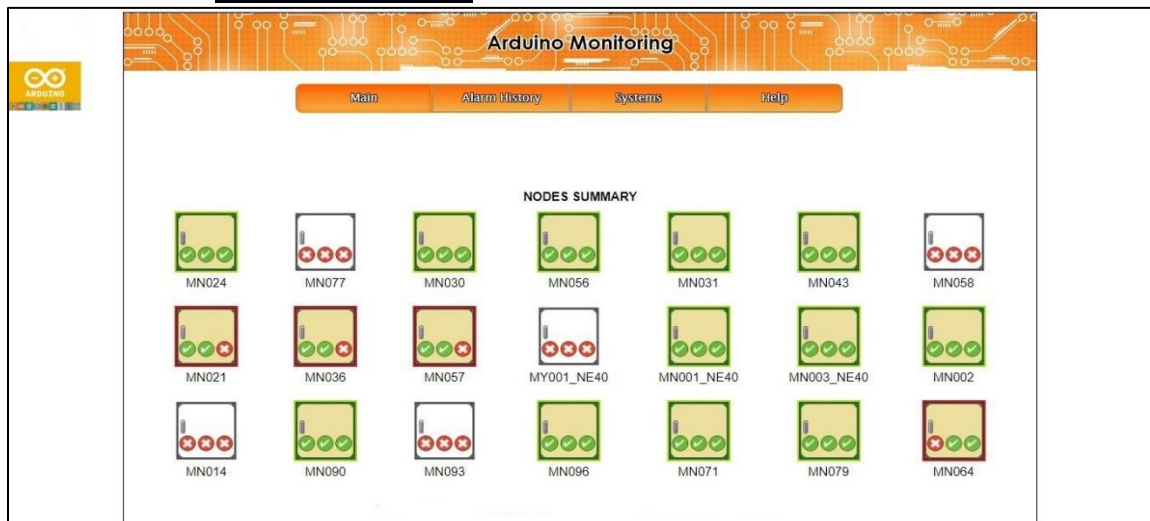 Arduino Monitoring
ARDUINO
Main Alarm History Systems Help
NODES SUMMARY
MN024 MN077 MN030 MN056 MN031 MN043 MN058
MN021 MN036 MN057 MY001_NE40 MN001_NE40 MN003_NE40 MN002
MN014 MN090 MN093 MN096 MN071 MN079 MN064